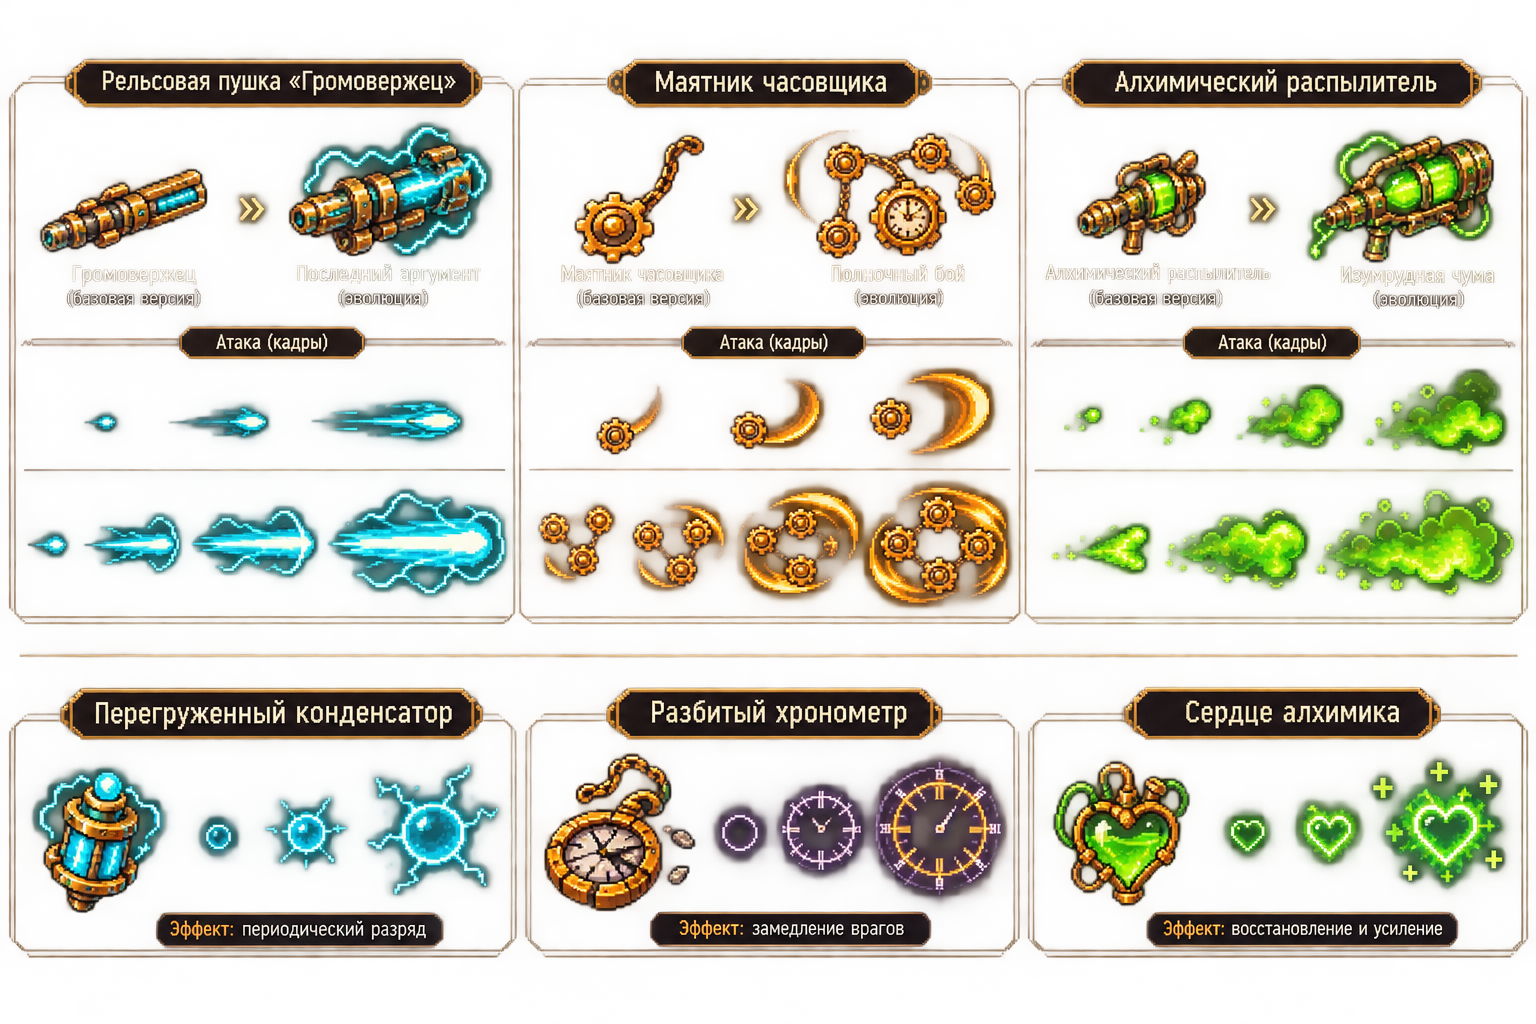 Рельсовая пушка «Громовержец»
Громовержец
(базовая версия)
Последний аргумент
(эволюция)
Атака (кадры)
Маятник часовщика
Маятник часовщика
(базовая версия)
Полночный бой
(эволюция)
Атака (кадры)
Алхимический распылитель
Алхимический распылитель
(базовая версия)
Изумрудная чума
(эволюция)
Атака (кадры)
Перегруженный конденсатор
Эффект: периодический разряд
Разбитый хронометр
Эффект: замедление врагов
Сердце алхимика
Эффект: восстановление и усиление